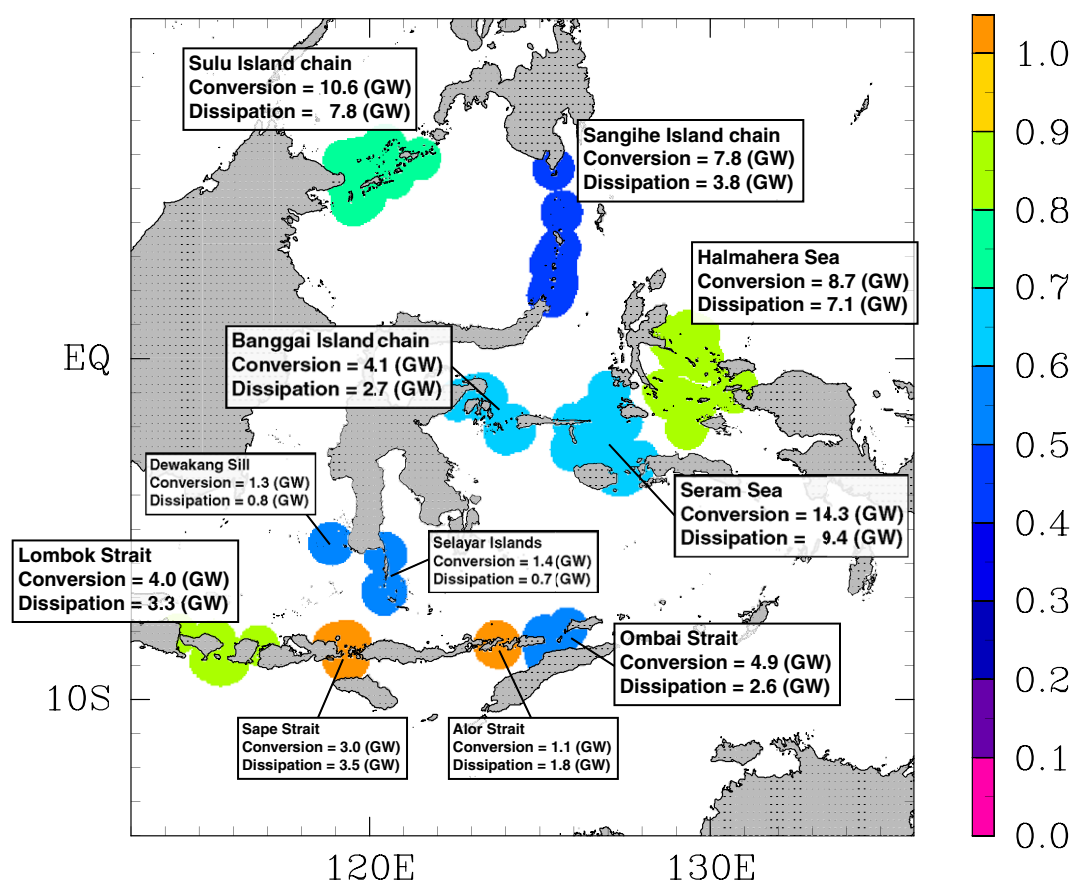 Sulu Island chain
Conversion = 10.6 (GW)
Dissipation = 7.8 (GW)
Sangihe Island chain
Conversion = 7.8 (GW)
Dissipation = 3.8 (GW)
Halmahera Sea
Conversion = 8.7 (GW)
Dissipation = 7.1 (GW)
Banggai Island chain
Conversion = 4.1 (GW)
Dissipation = 2.7 (GW)
Dewakang Sill
Conversion = 1.3 (GW)
Dissipation = 0.8 (GW)
Seram Sea
Conversion = 14.3 (GW)
Dissipation = 9.4 (GW)
Selayar Islands
Conversion = 1.4 (GW)
Dissipation = 0.7 (GW)
Lombok Strait
Conversion = 4.0 (GW)
Dissipation = 3.3 (GW)
Ombai Strait
Conversion = 4.9 (GW)
Dissipation = 2.6 (GW)
Sape Strait
Conversion = 3.0 (GW)
Dissipation = 3.5 (GW)
Alor Strait
Conversion = 1.1 (GW)
Dissipation = 1.8 (GW)
EQ
10S
120E
130E
1.0
0.9
0.8
0.7
0.6
0.5
0.4
0.3
0.2
0.1
0.0